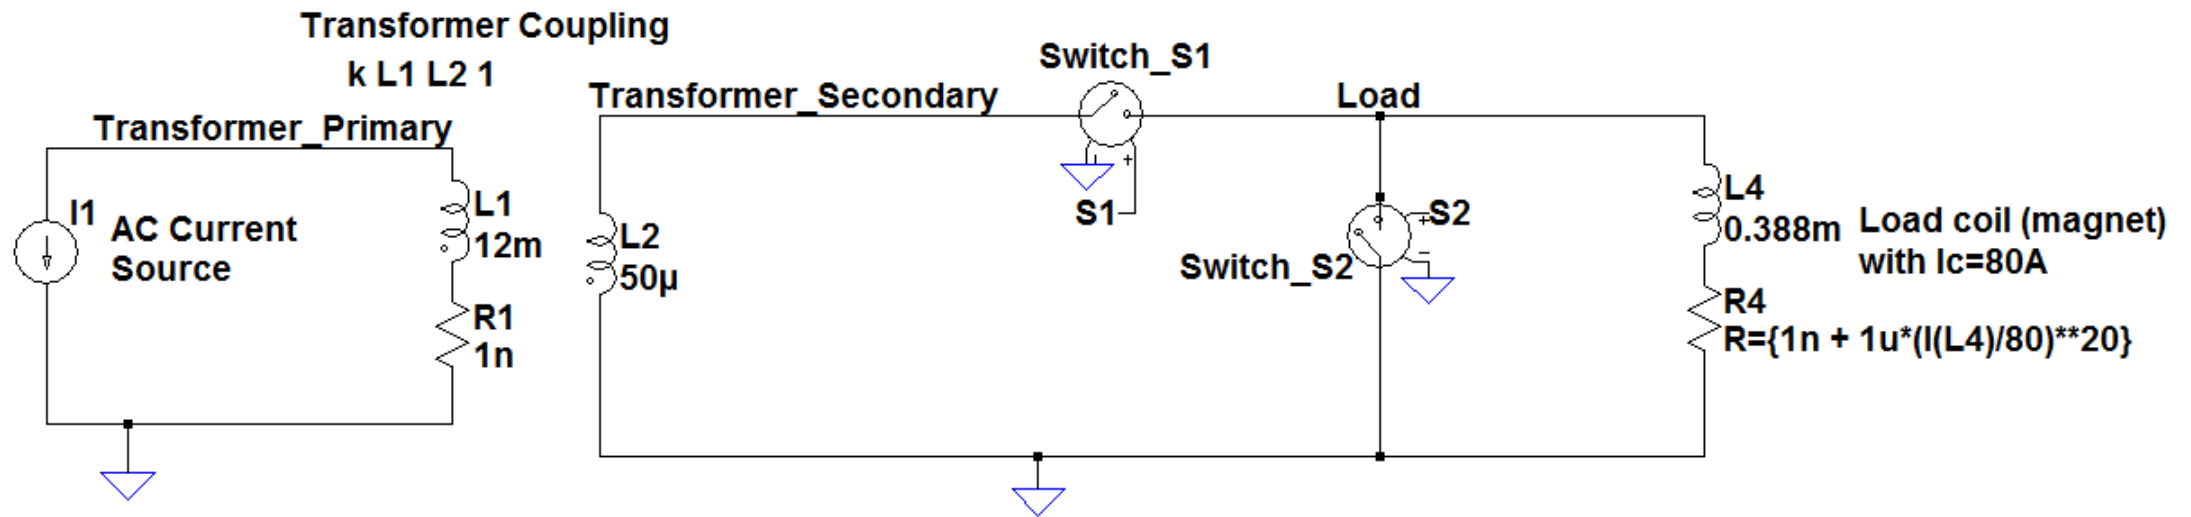 Transformer Coupling
k L1 L2 1
Switch_S1
Transformer_Primary
Transformer_Secondary
Load
I1
AC Current
Source
L1
12m
R1
1n
L2
50µ
S1
+
S2
+
Switch_S2
L4
0.388m
Load coil (magnet)
with Ic=80A
R4
R={1n + 1u*(I(L4)/80)**20}